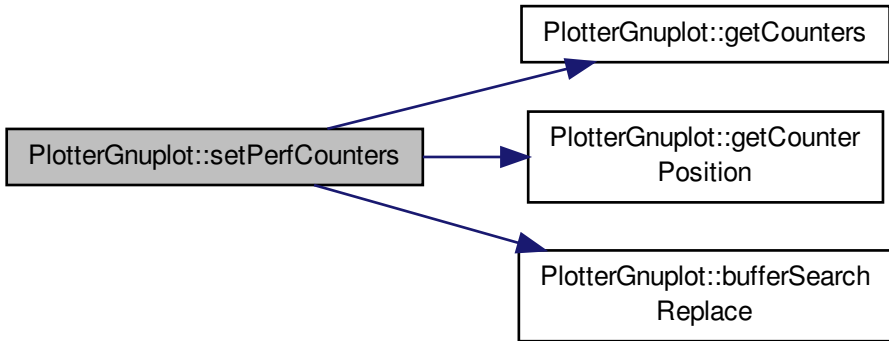 PlotterGnuplot::getCounters
PlotterGnuplot::setPerfCounters
PlotterGnuplot::getCounter
Position
PlotterGnuplot::bufferSearch
Replace